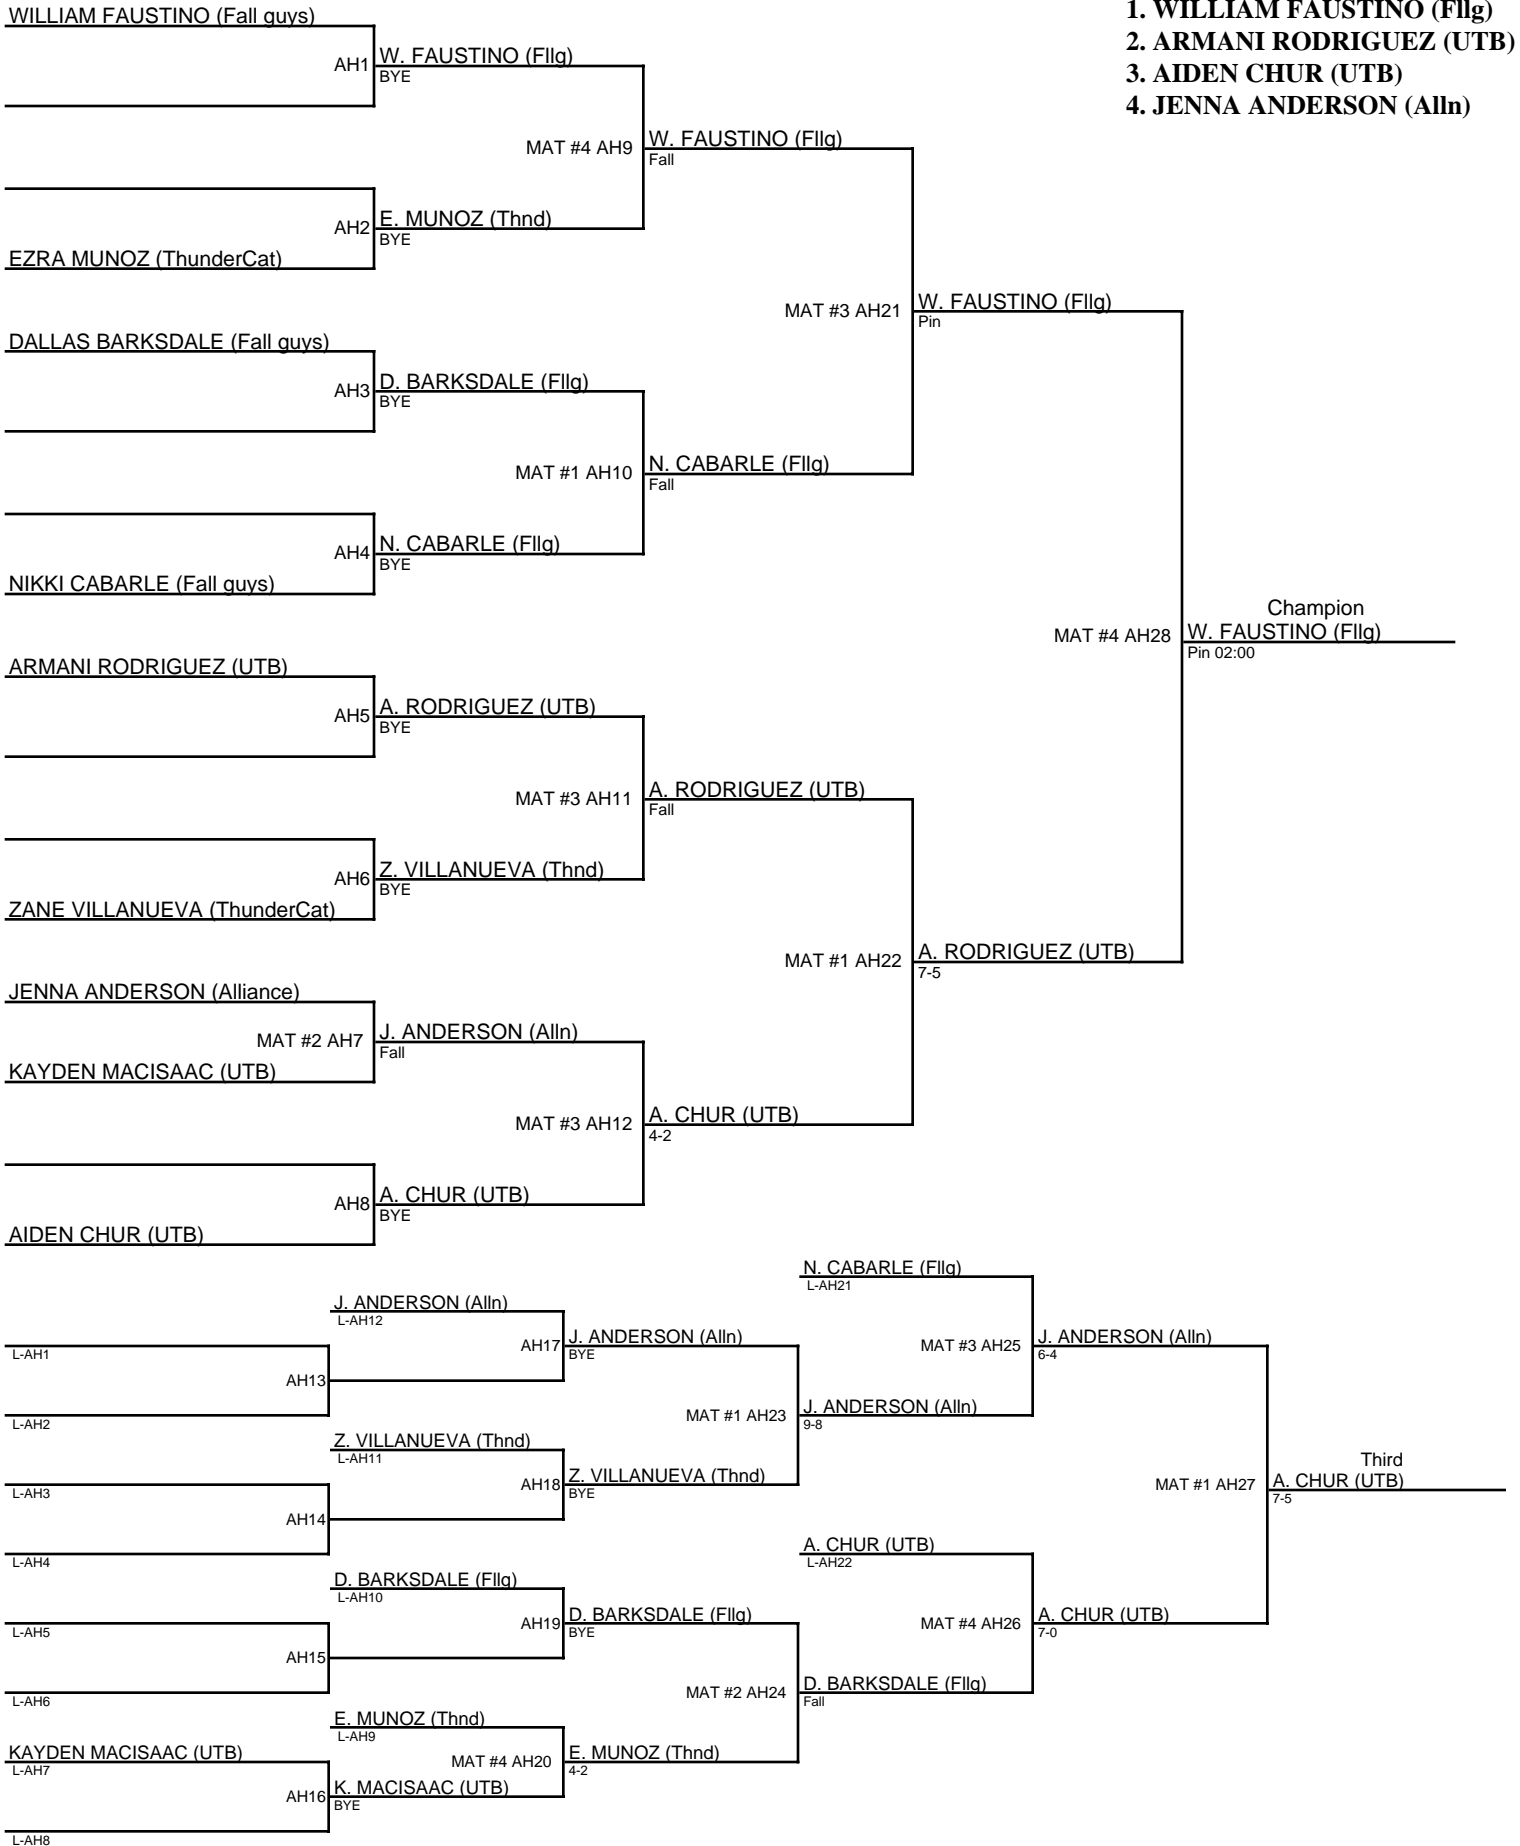 1. WILLIAM FAUSTINO (Fllg)
2. ARMANI RODRIGUEZ (UTB)
3. AIDEN CHUR (UTB)
4. JENNA ANDERSON (Alln)
WILLIAM FAUSTINO (Fall guys)
AH1
W. FAUSTINO (Fllg)
BYE
MAT #4 AH9
W. FAUSTINO (Fllg)
Fall
AH2
E. MUNOZ (Thnd)
BYE
EZRA MUNOZ (ThunderCat)
MAT #3 AH21
W. FAUSTINO (Fllg)
Pin
DALLAS BARKSDALE (Fall guys)
AH3
D. BARKSDALE (Fllg)
BYE
MAT #1 AH10
N. CABARLE (Fllg)
Fall
AH4
N. CABARLE (Fllg)
BYE
NIKKI CABARLE (Fall guys)
Champion
MAT #4 AH28
W. FAUSTINO (Fllg)
Pin 02:00
ARMANI RODRIGUEZ (UTB)
AH5
A. RODRIGUEZ (UTB)
BYE
MAT #3 AH11
A. RODRIGUEZ (UTB)
Fall
AH6
Z. VILLANUEVA (Thnd)
BYE
ZANE VILLANUEVA (ThunderCat)
MAT #1 AH22
A. RODRIGUEZ (UTB)
7-5
JENNA ANDERSON (Alliance)
MAT #2 AH7
J. ANDERSON (Alln)
Fall
KAYDEN MACISAAC (UTB)
MAT #3 AH12
A. CHUR (UTB)
4-2
AH8
A. CHUR (UTB)
BYE
AIDEN CHUR (UTB)
N. CABARLE (Fllg)
L-AH21
J. ANDERSON (Alln)
L-AH12
AH17
J. ANDERSON (Alln)
BYE
MAT #3 AH25
J. ANDERSON (Alln)
6-4
L-AH1
AH13
L-AH2
MAT #1 AH23
J. ANDERSON (Alln)
9-8
Z. VILLANUEVA (Thnd)
L-AH11
AH18
Z. VILLANUEVA (Thnd)
BYE
L-AH3
AH14
L-AH4
Third
MAT #1 AH27
A. CHUR (UTB)
7-5
A. CHUR (UTB)
L-AH22
D. BARKSDALE (Fllg)
L-AH10
AH19
D. BARKSDALE (Fllg)
BYE
MAT #4 AH26
A. CHUR (UTB)
7-0
L-AH5
AH15
L-AH6
MAT #2 AH24
D. BARKSDALE (Fllg)
Fall
E. MUNOZ (Thnd)
L-AH9
MAT #4 AH20
E. MUNOZ (Thnd)
4-2
KAYDEN MACISAAC (UTB)
L-AH7
AH16
K. MACISAAC (UTB)
BYE
L-AH8